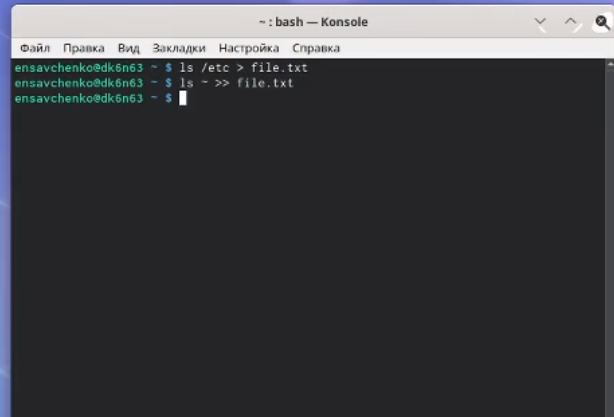 ~ : bash — Konsole
Файл Правка Вид Закладки Настройка Справка
ensavchenko@dk6n63 ~ $ ls /etc > file.txt
ensavchenko@dk6n63 ~ $ ls ~ >> file.txt
ensavchenko@dk6n63 ~ $